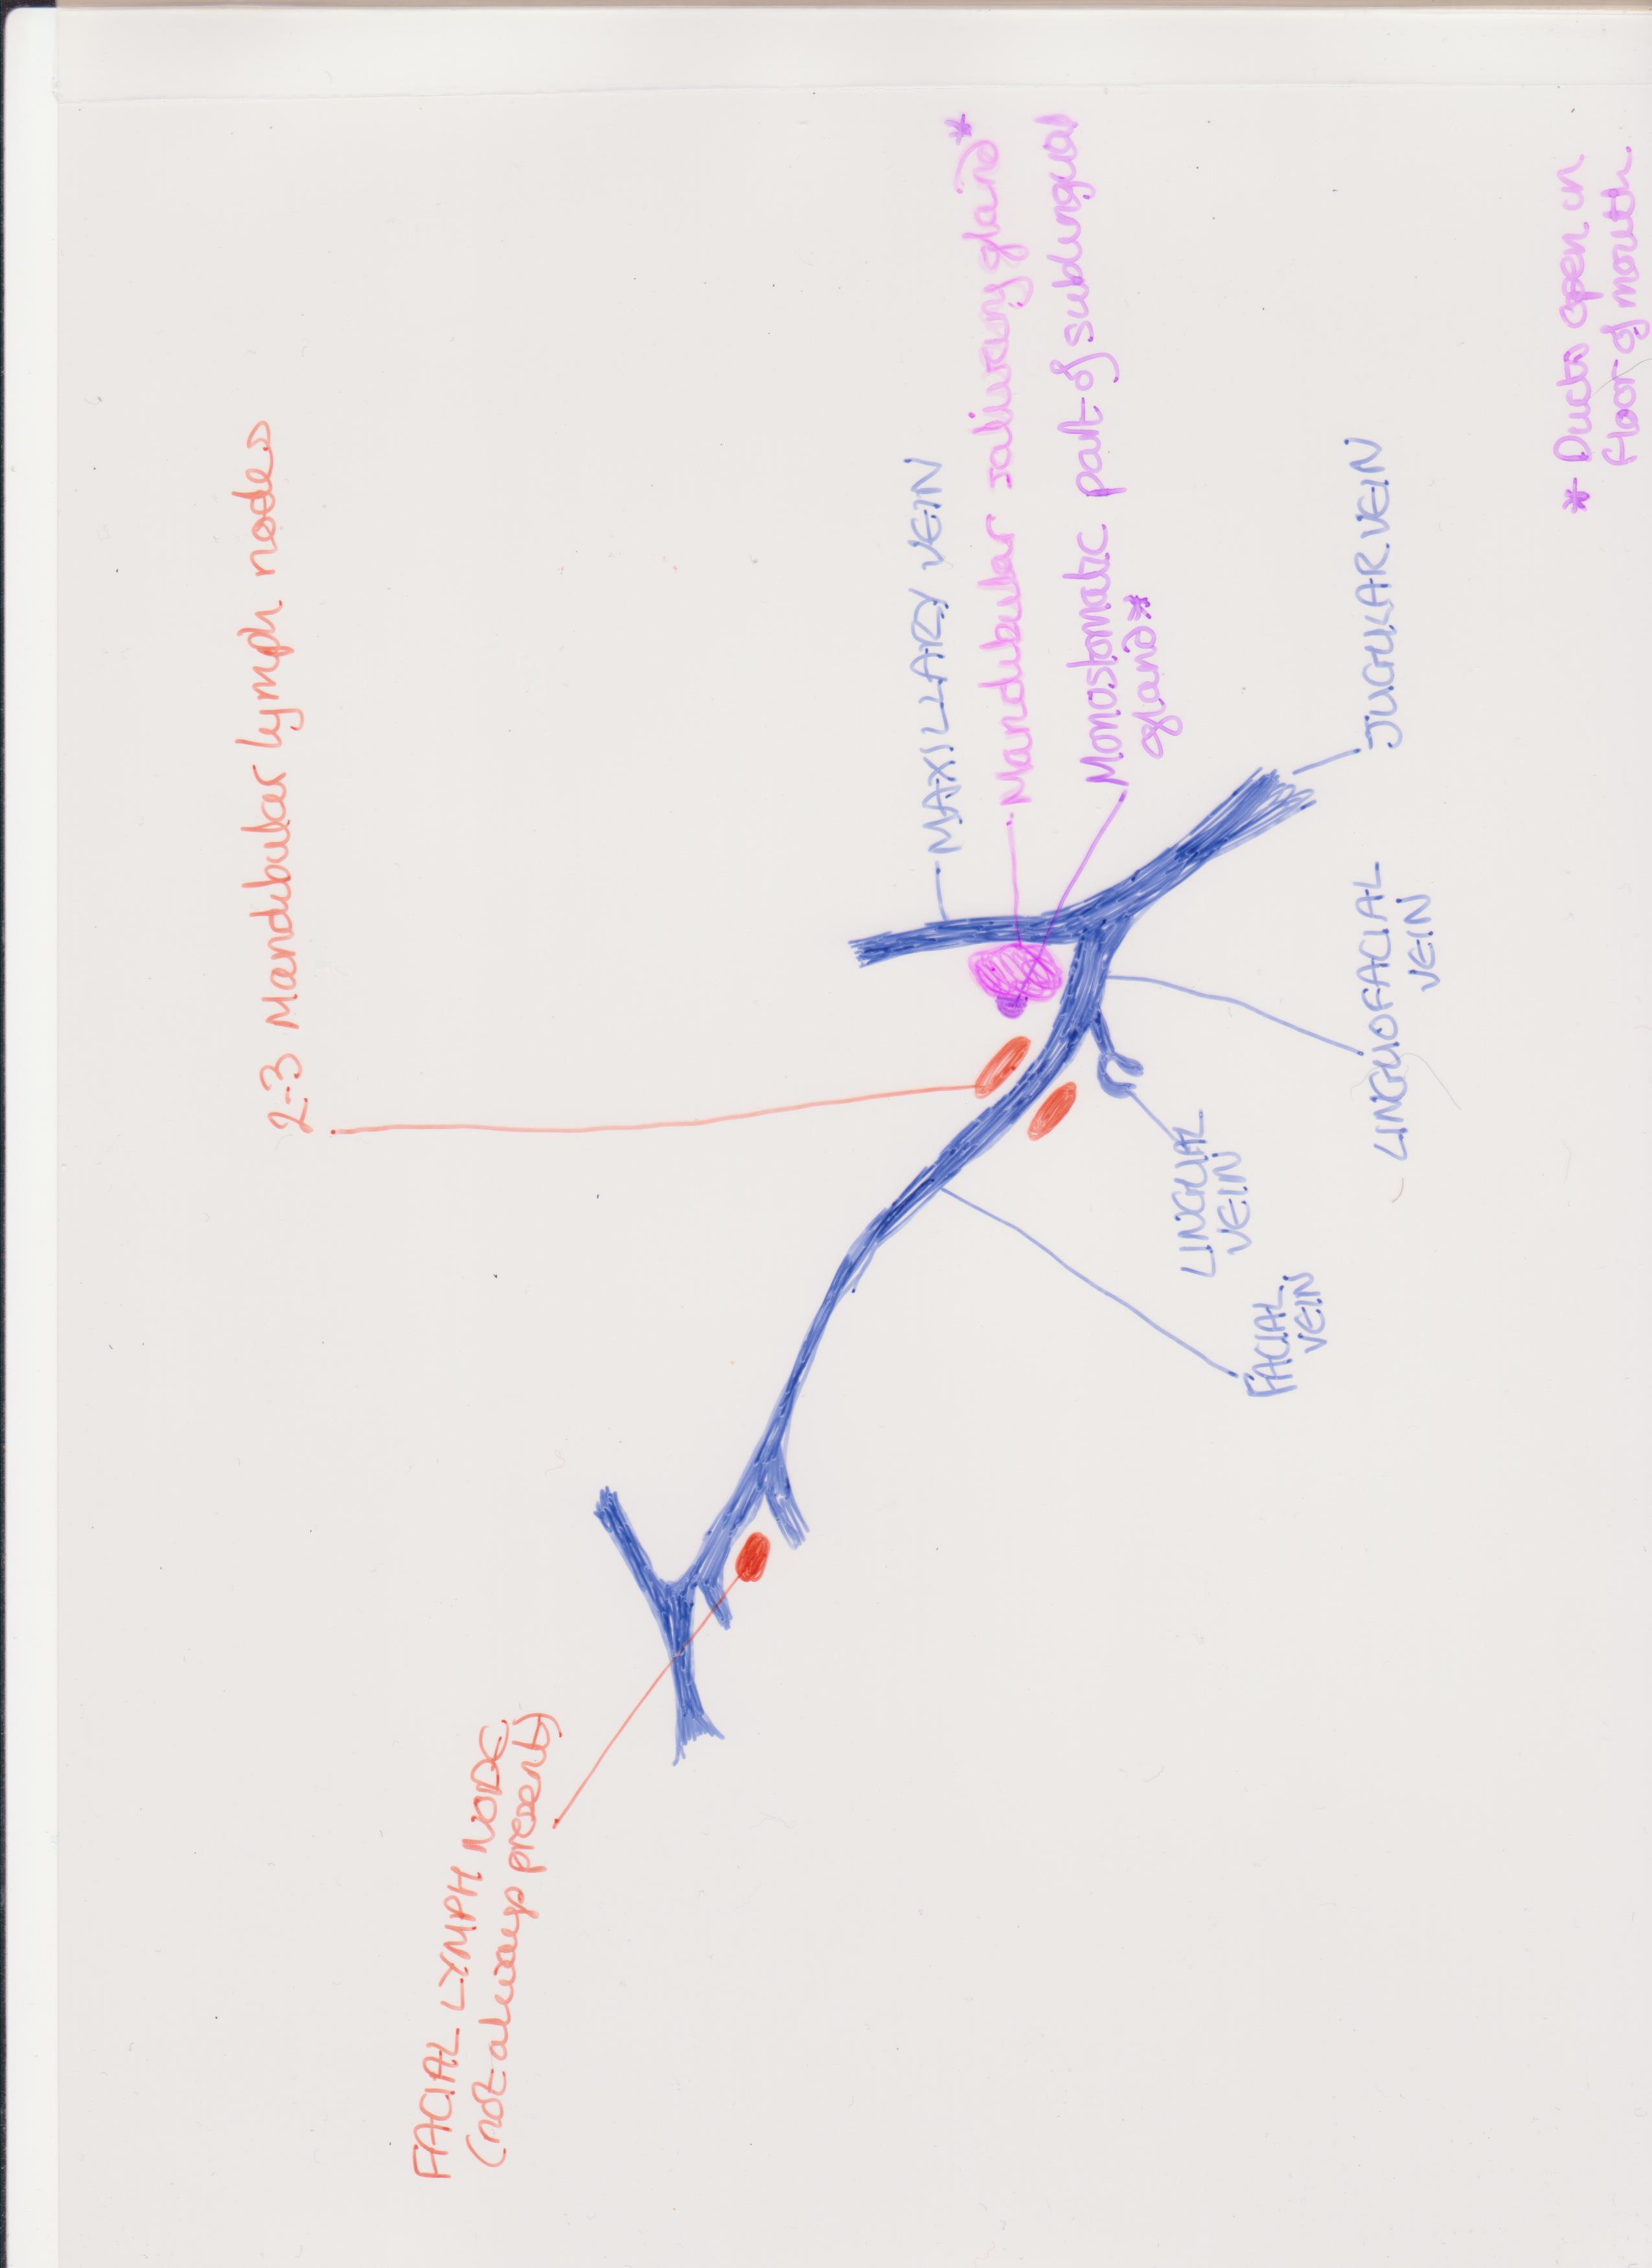 2-3 Mandibular lymph nodes
FACIAL LYMPH NODE
(not always present)
MAXILLARY VEIN
Mandibular salivary gland*
Monostomatic part of sublingual
gland*
JUGULAR VEIN
LINGUOFACIAL
VEIN
LINGUAL
VEIN
FACIAL
VEIN
* Ducts open in
floor of mouth